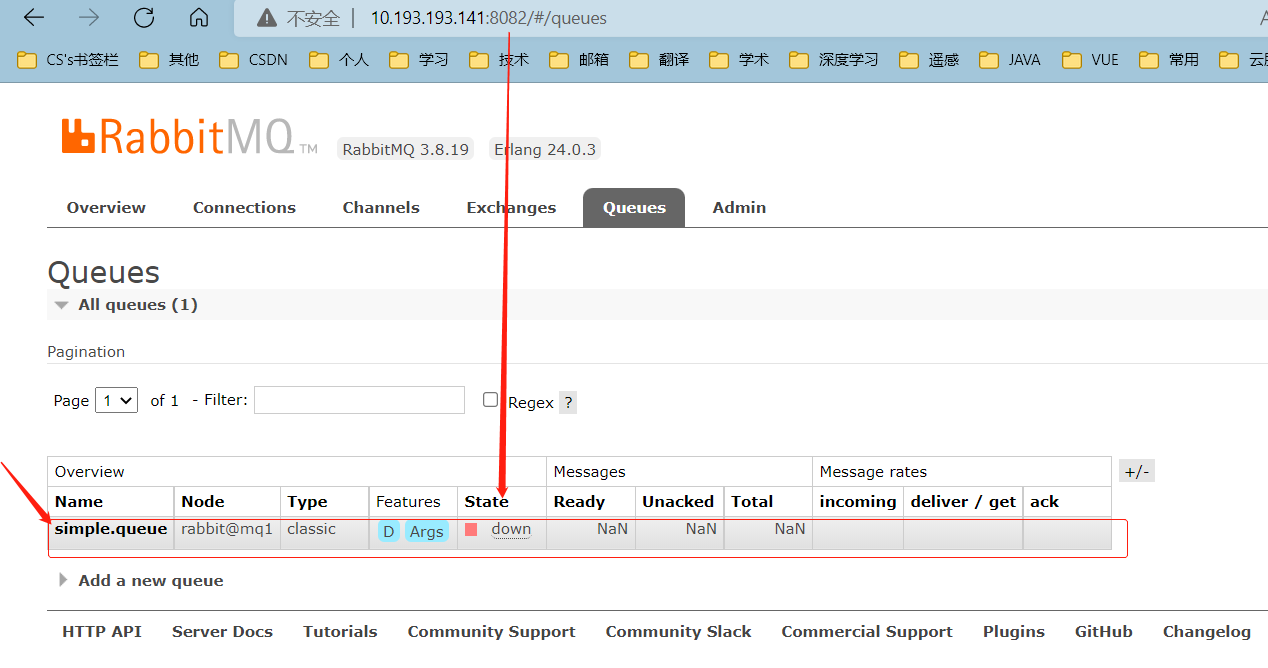 不安全 | 10.193.193.141:8082/#/queues
CS's书签栏 其他 CSDN 个人 学习 技术 邮箱 翻译 学术 深度学习 遥感 JAVA VUE 常用
RabbitMQ TM RabbitMQ 3.8.19 Erlang 24.0.3
Overview Connections Channels Exchanges Queues Admin
Queues
All queues (1)
Pagination
Page 1 of 1 - Filter: Regex ?
Overview Messages Message rates +/-
Name Node Type Features State Ready Unacked Total incoming deliver / get ack
simple.queue rabbit@mq1 classic D Args down NaN NaN NaN
Add a new queue
HTTP API Server Docs Tutorials Community Support Community Slack Commercial Support Plugins GitHub Changelog